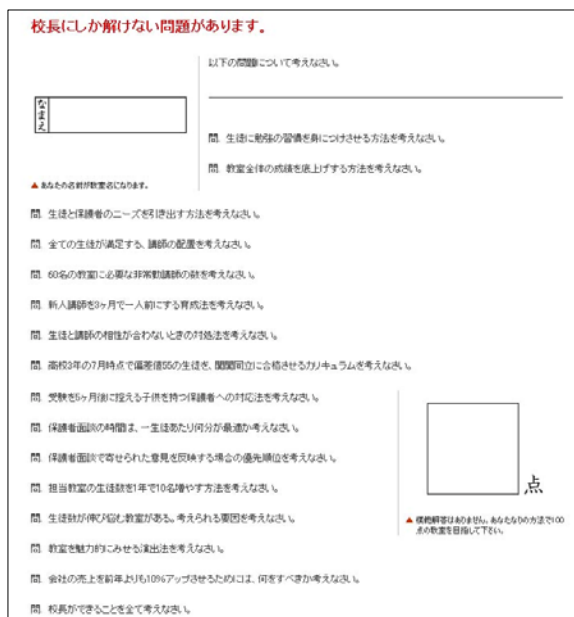 校長にしか解けない問題があります。
以下の問題について考えなさい。
なまえ
問. 生徒に勉強の習慣を身につけさせる方法を考えなさい。
問. 教室全体の成績を底上げする方法を考えなさい。
▲ あなたの名前が教室名になります。
問. 生徒と保護者のニーズを引き出す方法を考えなさい。
問. 全ての生徒が満足する、講師の配置を考えなさい。
問. 60名の教室に必要な非常勤講師の数を考えなさい。
問. 新人講師を3ヶ月で一人前にする育成法を考えなさい。
問. 生徒と講師の相性が合わないときの対処法を考えなさい。
問. 高校3年の7月時点で偏差値55の生徒を、関関同立に合格させるカリキュラムを考えなさい。
問. 受験を5ヶ月後に控える子供を持つ保護者への対応法を考えなさい。
問. 保護者面談の時間は、一生徒あたり何分が最適か考えなさい。
問. 保護者面談で寄せられた意見を反映する場合の優先順位を考えなさい。
問. 担当教室の生徒数を1年で10名増やす方法を考えなさい。
点
問. 生徒数が伸び悩む教室がある。考えられる要因を考えなさい。
▲ 模範解答はありません。あなたなりの方法で100
点の教室を目指して下さい。
問. 教室を魅力的にみせる演出法を考えなさい。
問. 会社の売上を前年よりも10%アップさせるためには、何をすべきか考えなさい。
問. 校長ができることを全て考えなさい。